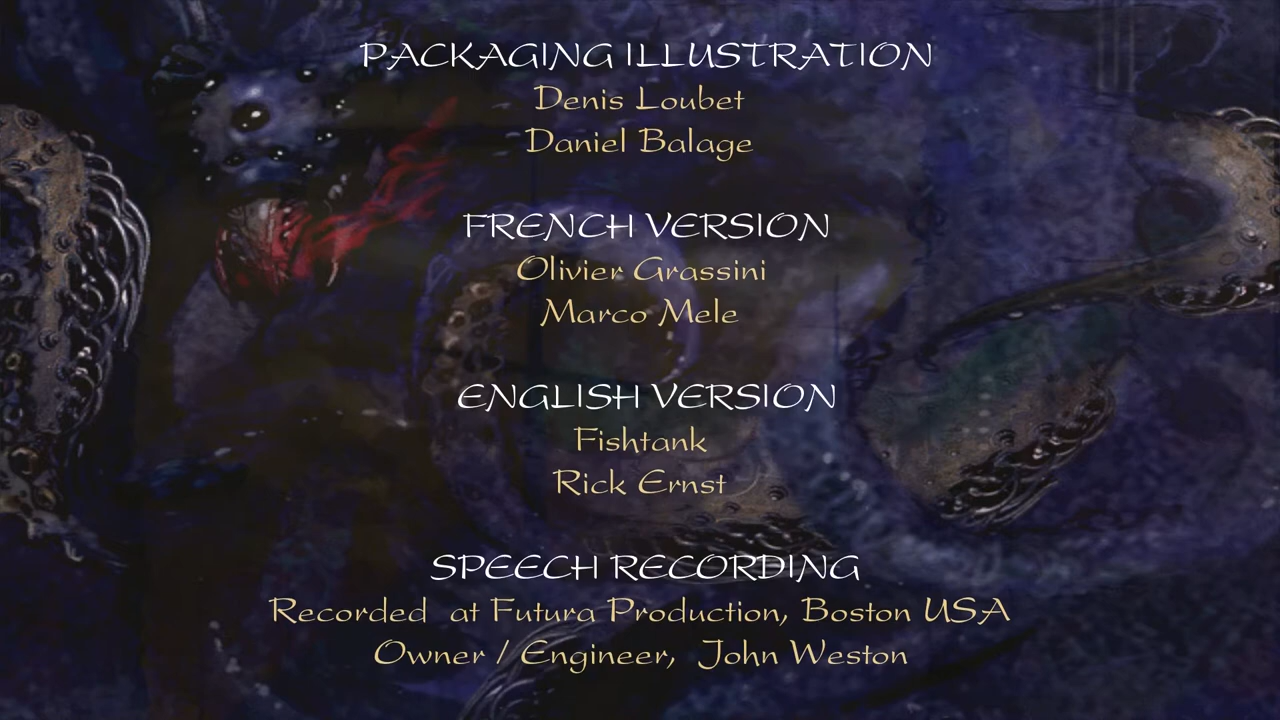 PACKAGING ILLUSTRATION
Denis Loubet
Daniel Balage
FRENCH VERSION
Olivier Grassini
Marco Mele
ENGLISH VERSION
Fishtank
Rick Ernst
SPEECH RECORDING
Recorded at Futura Production, Boston USA
Owner / Engineer, John Weston